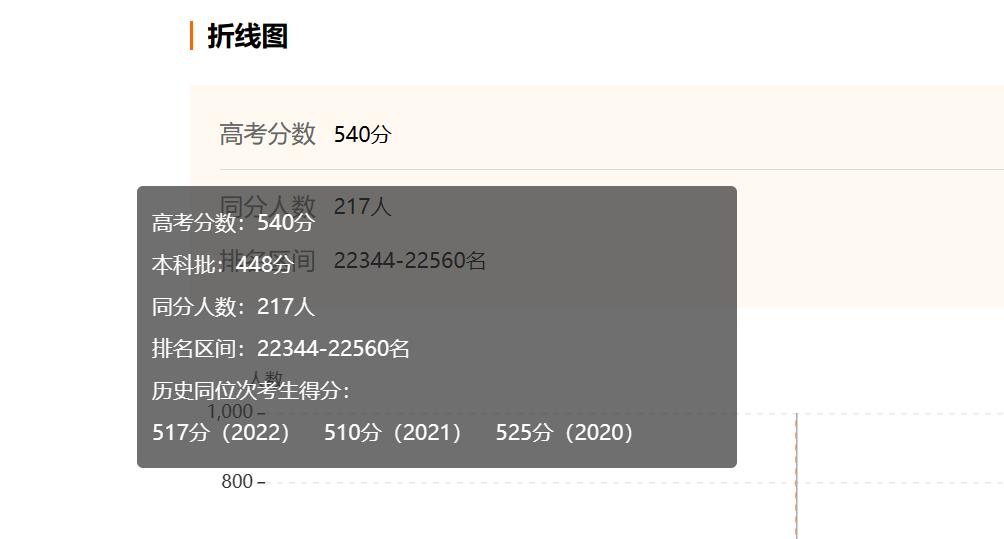 折线图
高考分数 540分
同分人数 217人
排名区间 22344-22560名
高考分数：540分
本科批：448分
同分人数：217人
排名区间：22344-22560名
历史同位次考生得分：
517分（2022） 510分（2021） 525分（2020）
人数
1,000
800